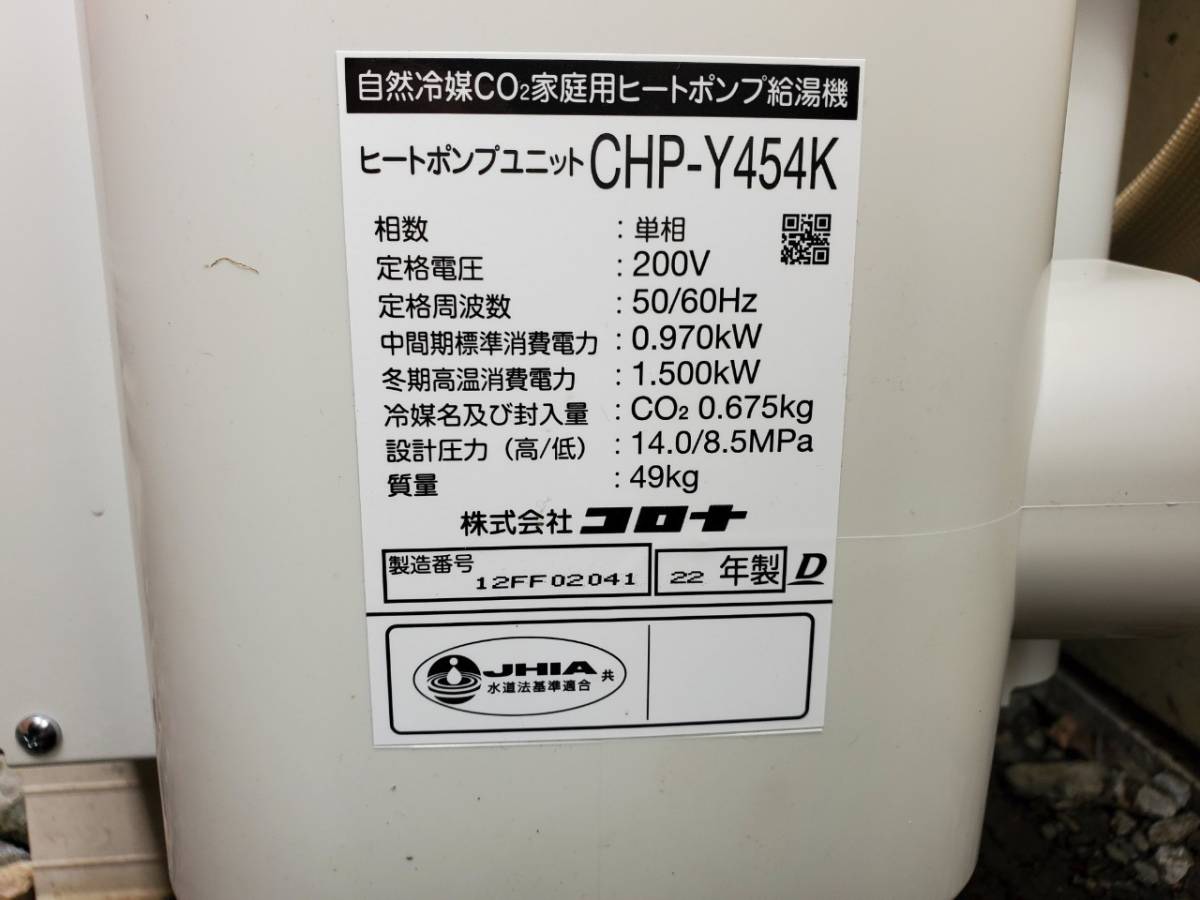 自然冷媒CO₂家庭用ヒートポンプ給湯機
ヒートポンプユニット CHP-Y454K
相数 : 単相
定格電圧 : 200V
定格周波数 : 50/60Hz
中間期標準消費電力 : 0.970kW
冬期高温消費電力 : 1.500kW
冷媒名及び封入量 : CO₂ 0.675kg
設計圧力（高/低） : 14.0/8.5MPa
質量 : 49kg
株式会社 コロナ
製造番号 12FF02041 22 年製 D
JHIA 共
水道法基準適合